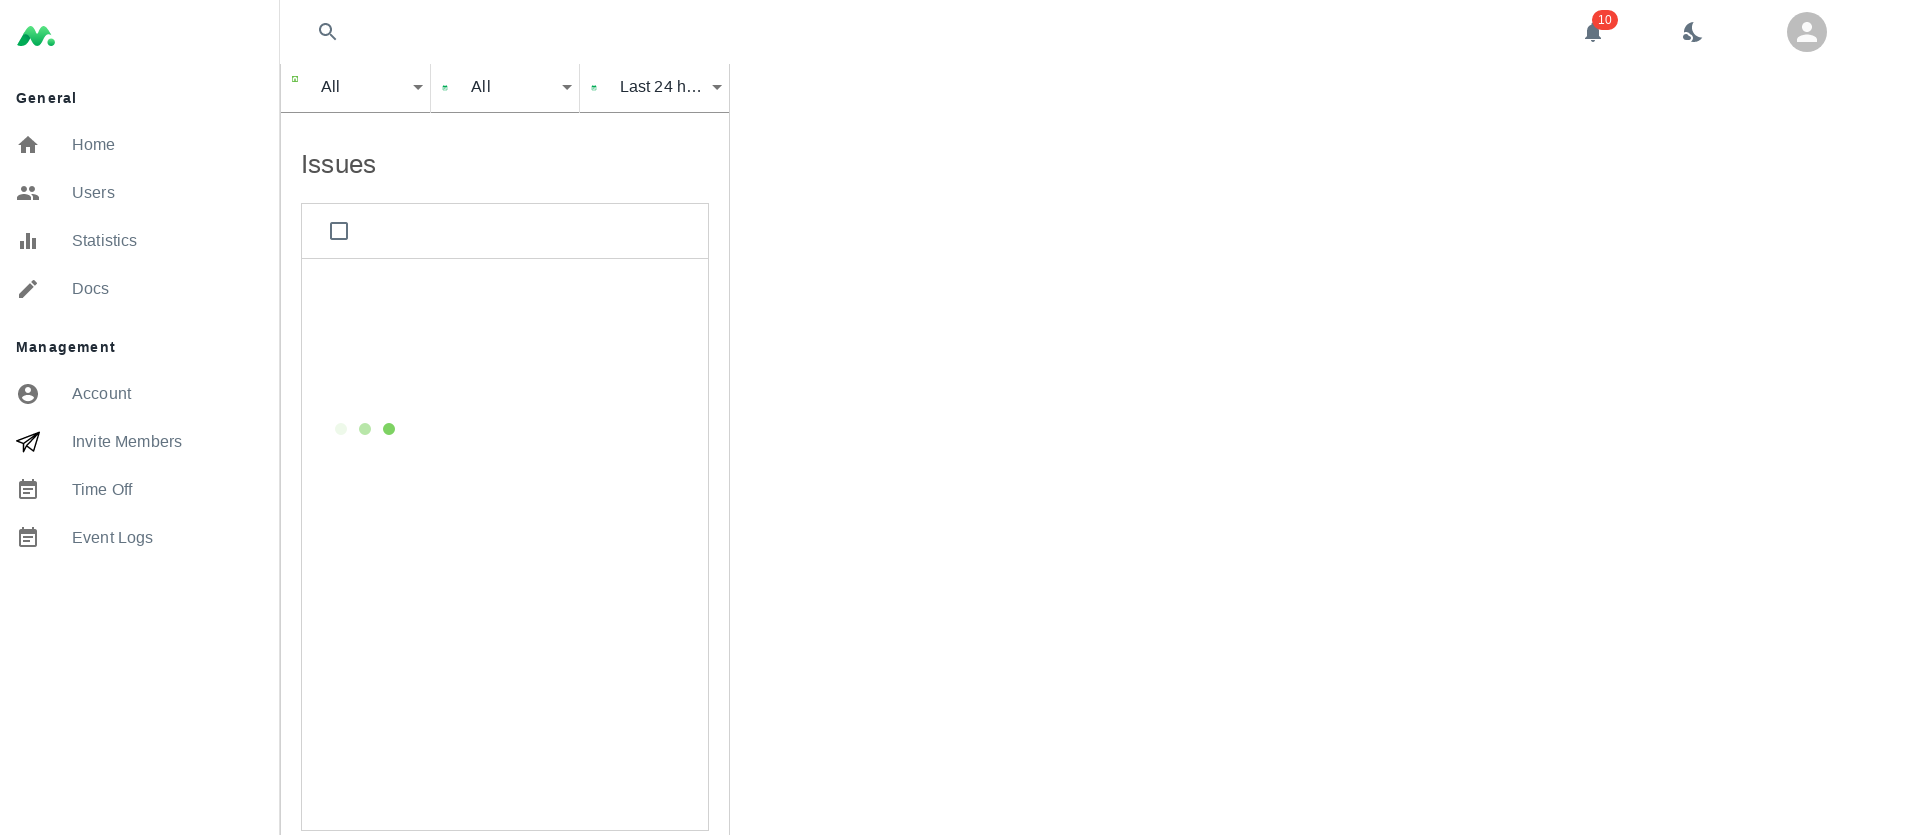 10
General
Home
Users
Statistics
Docs
Management
Account
Invite Members
Time Off
Event Logs
All
All
Last 24 h...
Issues